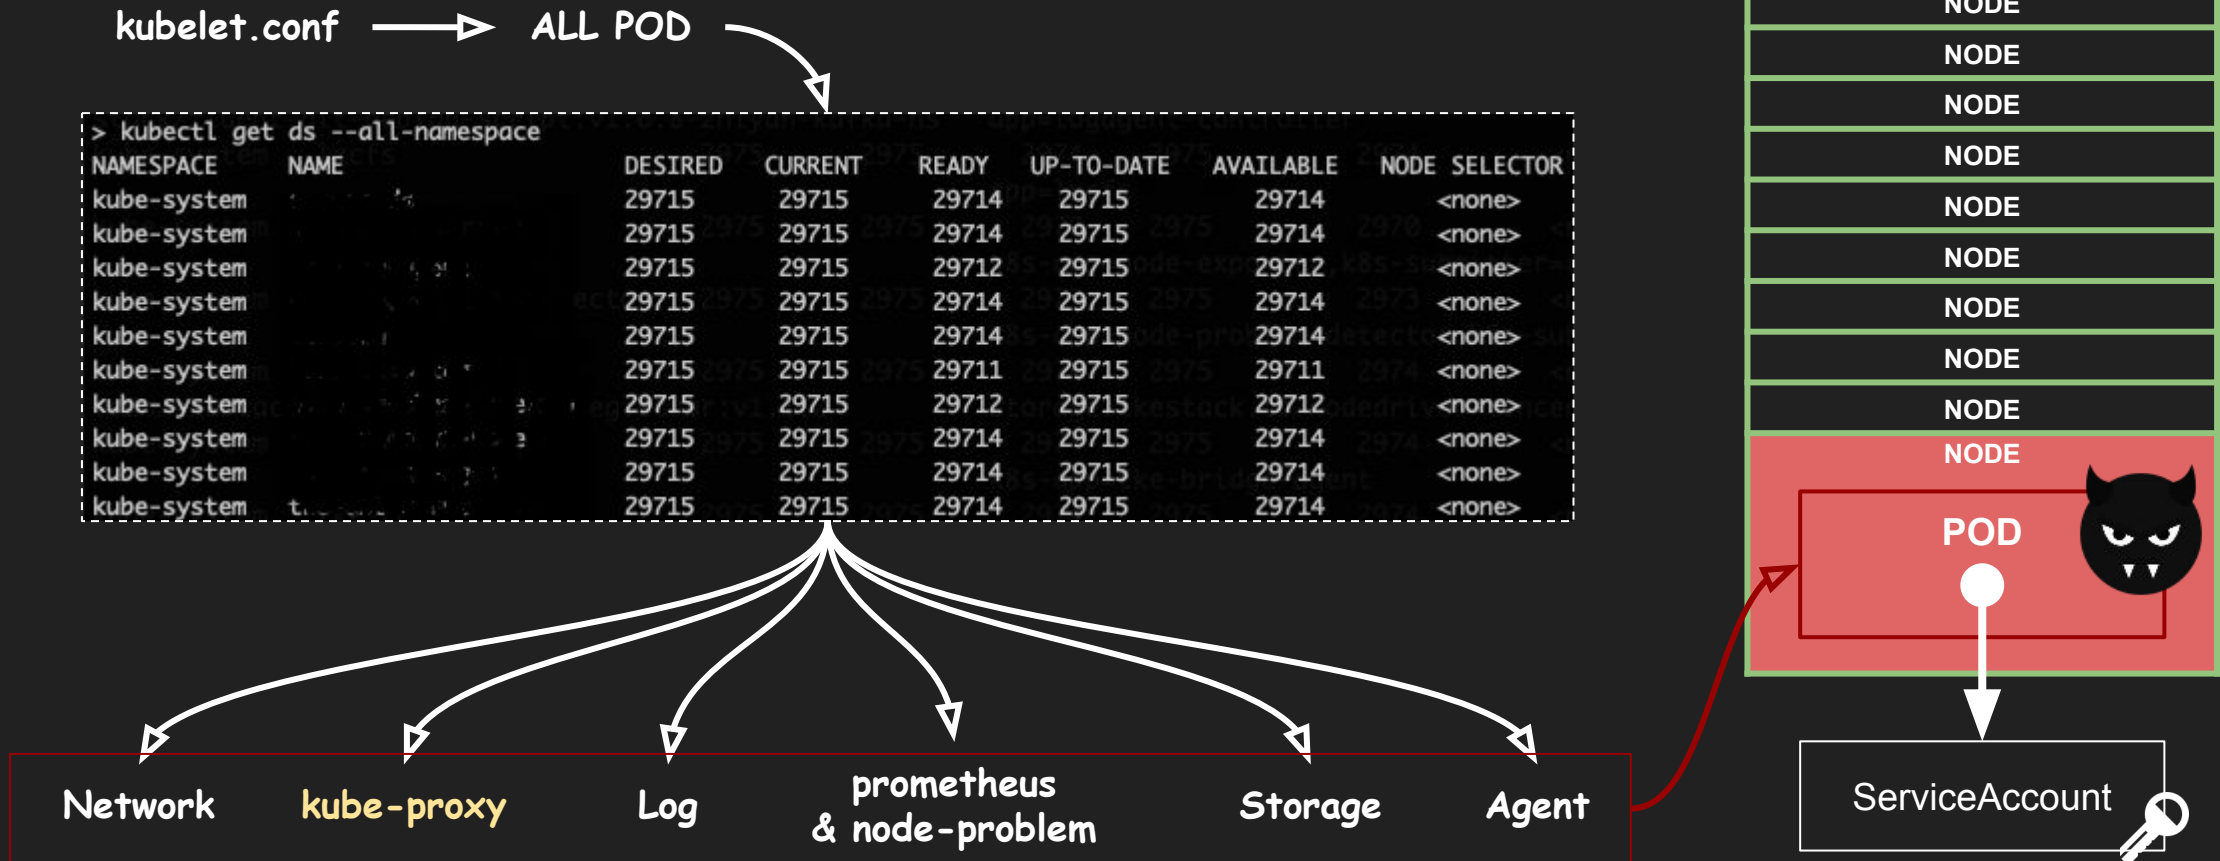 kubelet.conf
ALL POD
> kubectl get ds --all-namespace
NAMESPACE NAME DESIRED CURRENT READY UP-TO-DATE AVAILABLE NODE SELECTOR
kube-system 29715 29715 29714 29715 29714 <none>
kube-system 29715 29715 29714 29715 29714 <none>
kube-system 29715 29715 29712 29715 29712 <none>
kube-system 29715 29715 29714 29715 29714 <none>
kube-system 29715 29715 29714 29715 29714 <none>
kube-system 29715 29715 29711 29715 29711 <none>
kube-system 29715 29715 29712 29715 29712 <none>
kube-system 29715 29715 29714 29715 29714 <none>
kube-system 29715 29715 29714 29715 29714 <none>
kube-system 29715 29715 29714 29715 29714 <none>
Network
kube-proxy
Log
prometheus
& node-problem
Storage
Agent
NODE
NODE
NODE
NODE
NODE
NODE
NODE
NODE
NODE
NODE
POD
ServiceAccount